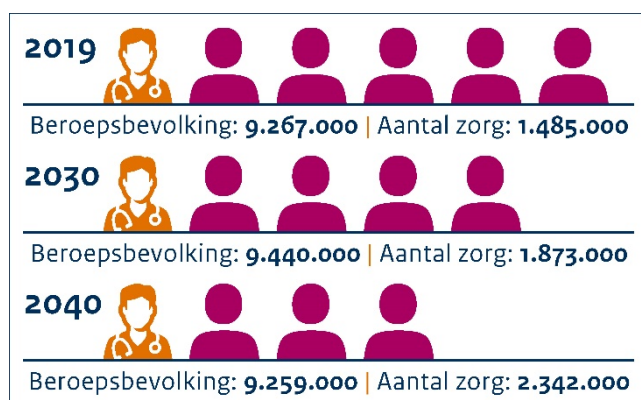 2019
Beroepsbevolking: 9.267.000 | Aantal zorg: 1.485.000
2030
Beroepsbevolking: 9.440.000 | Aantal zorg: 1.873.000
2040
Beroepsbevolking: 9.259.000 | Aantal zorg: 2.342.000